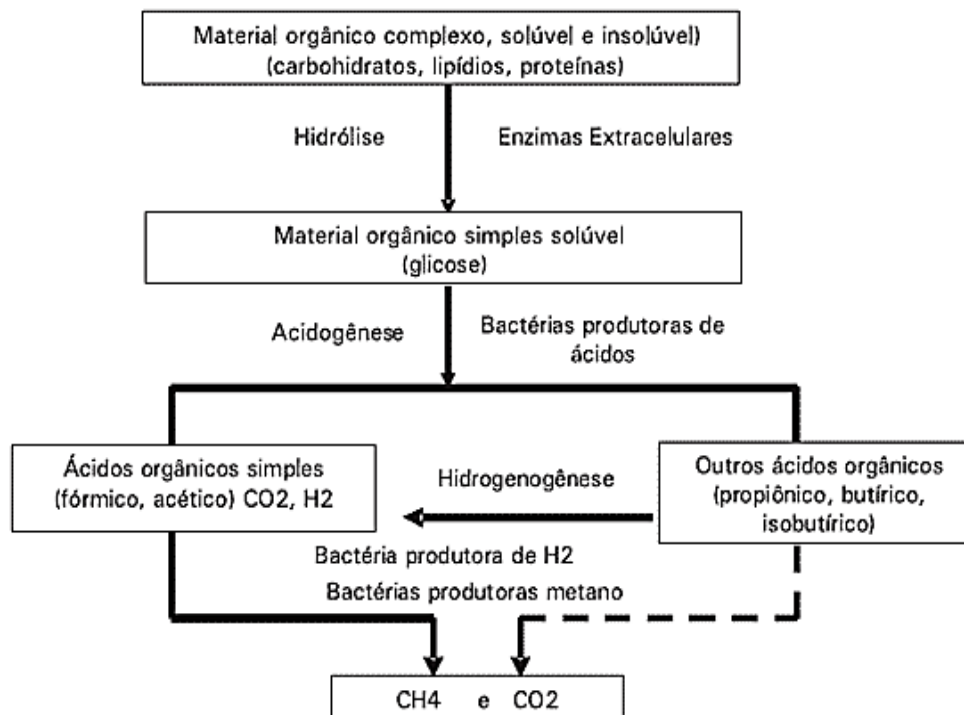 Material orgânico complexo, solúvel e insolúvel)
(carbohidratos, lipídios, proteínas)
Hidrólise
Enzimas Extracelulares
Material orgânico simples solúvel
(glicose)
Acidogênese
Bactérias produtoras de
ácidos
Ácidos orgânicos simples
(fórmico, acético) CO2, H2
Hidrogenogênese
Outros ácidos orgânicos
(propiônico, butírico,
isobutírico)
Bactéria produtora de H2
Bactérias produtoras metano
CH4 e CO2